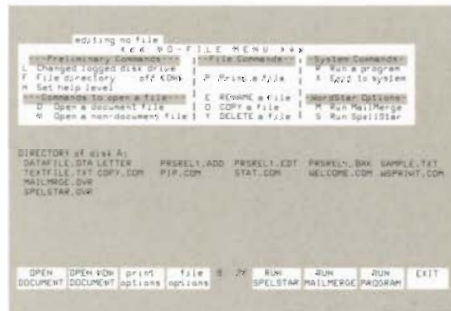 editing no file
<<< NO-FILE MENU >>>
---Preliminary Commands--- | --File Commands-- | -System Commands-
L Changed logged disk drive | | R Run a program
F File directory off (ON) | P Print a file | X EXIT to system
H Set help level
---Commands to open a file--- | E RENAME a file | -WordStar Options-
D Open a document file | O COPY a file | M Run MailMerge
N Open a non-document file | Y DELETE a file | S Run SpellStar
DIRECTORY of disk A:
DATAFILE.DTA LETTER PRSREL1.ADD PRSREL1.EDT BAK SAMPLE.TXT
TEXTFILE.TXT COPY.COM PIP.COM STAT.COM WELCOME.COM WSPRINT.COM
MAILMRGE.OVR
SPELSTAR.OVR
OPEN DOCUMENT OPEN NON DOCUMENT print options file options RUN SPELSTAR RUN MAILMERGE RUN PROGRAM EXIT